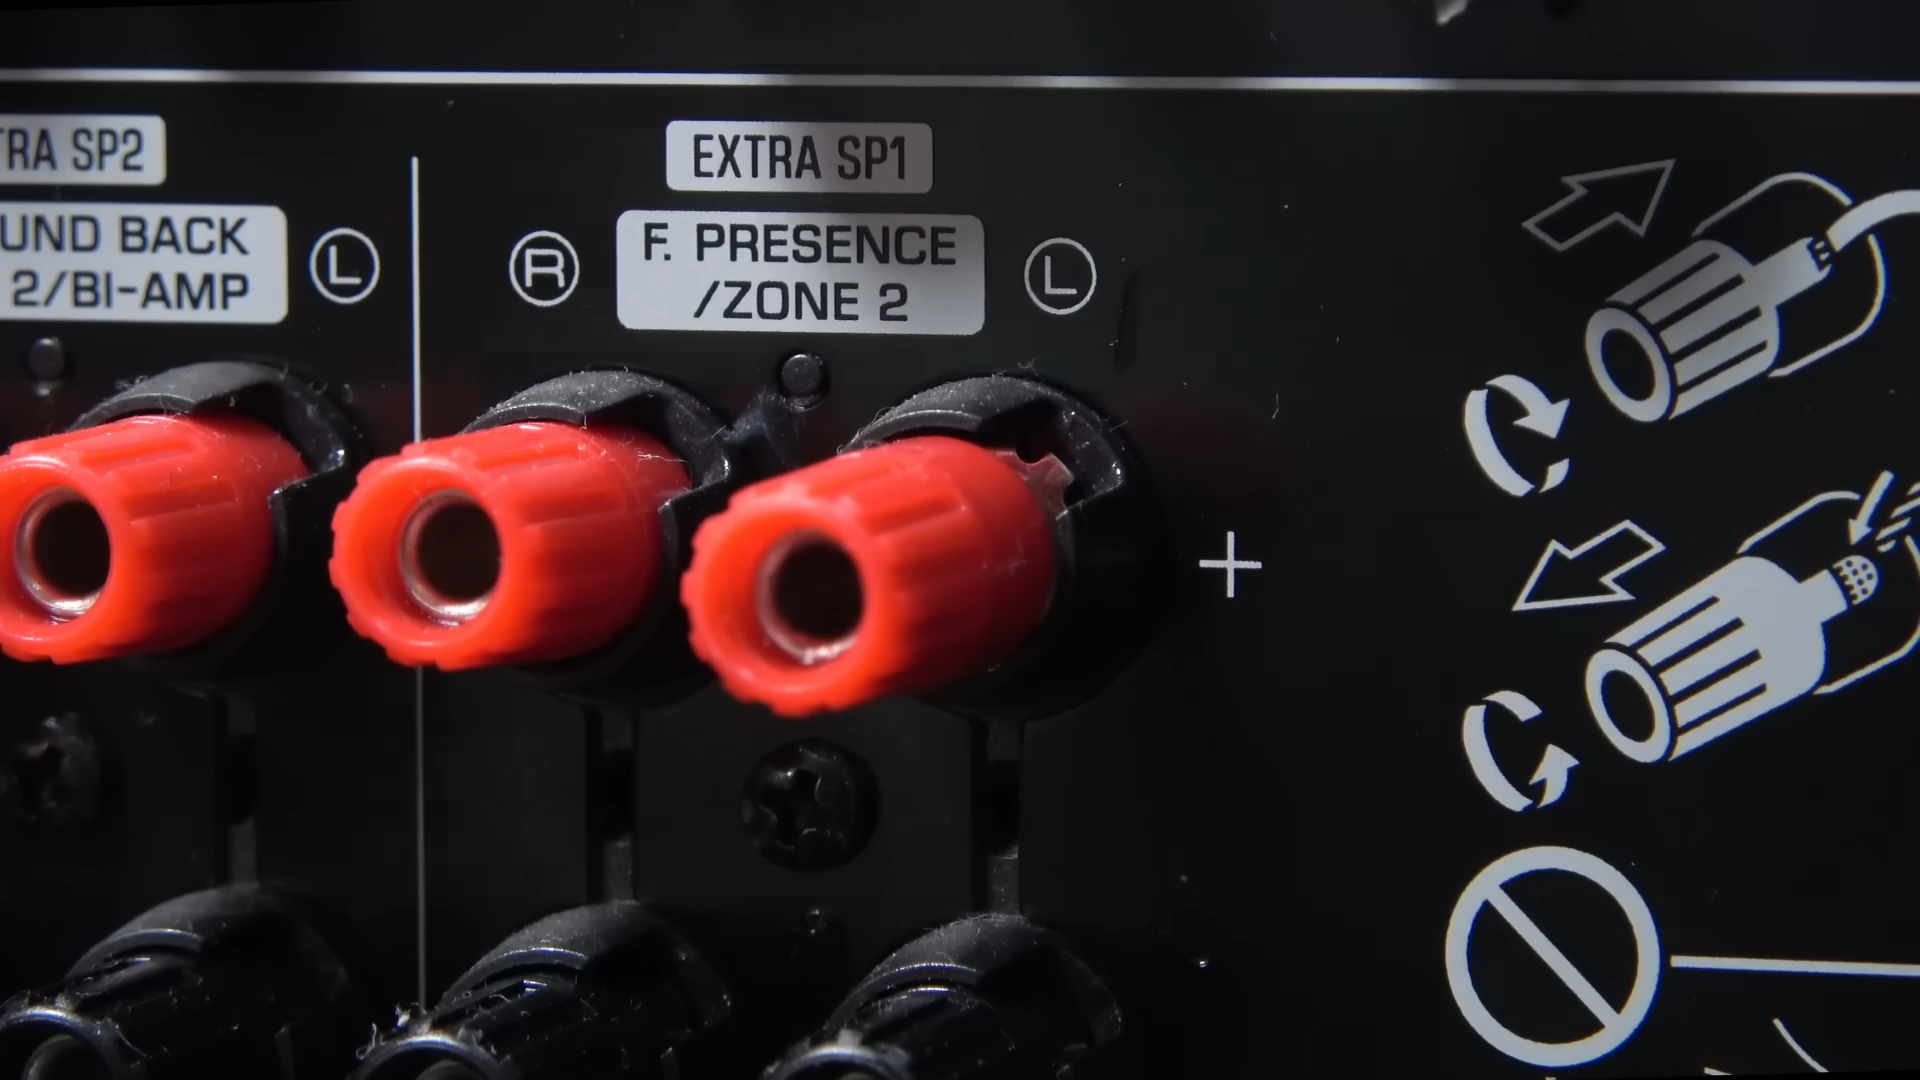 TRA SP2
UND BACK
2/BI-AMP
L
EXTRA SP1
R
F. PRESENCE
/ZONE 2
L
+